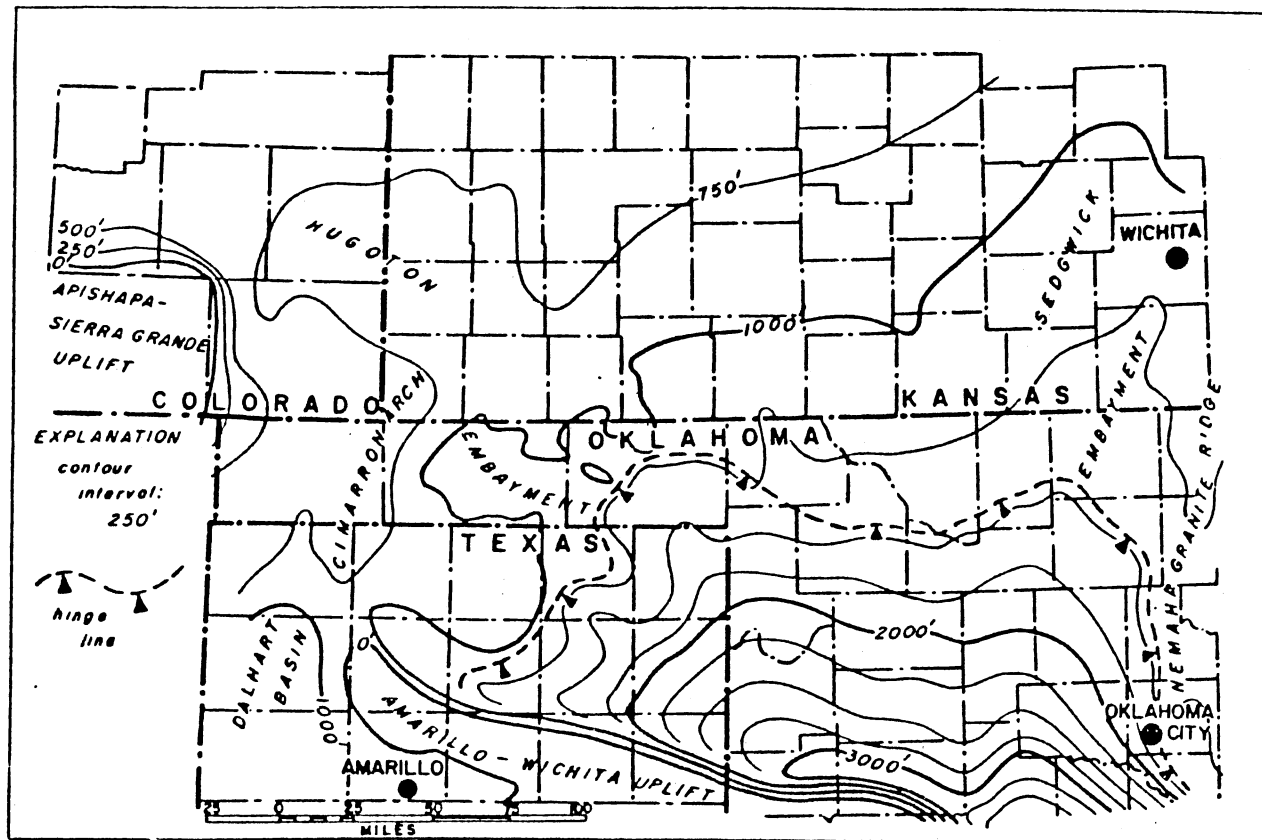 750'
HUGOTON
500'
250'
0'
SEDGWICK
WICHITA
APISHAPA-
SIERRA GRANDE
UPLIFT
1000'
EMBAYMENT
COLORADO
KANSAS
CIMARRON ARCH
EXPLANATION
contour
interval:
250'
OKLAHOMA
EMBAYMENT
NEMAHA GRANITE RIDGE
TEXAS
hinge
line
DALHART
BASIN
0'
2000'
1000
AMARILLO - WICHITA UPLIFT
OKLAHOMA
CITY
3000'
AMARILLO
25 0 25 50 75 100
MILES